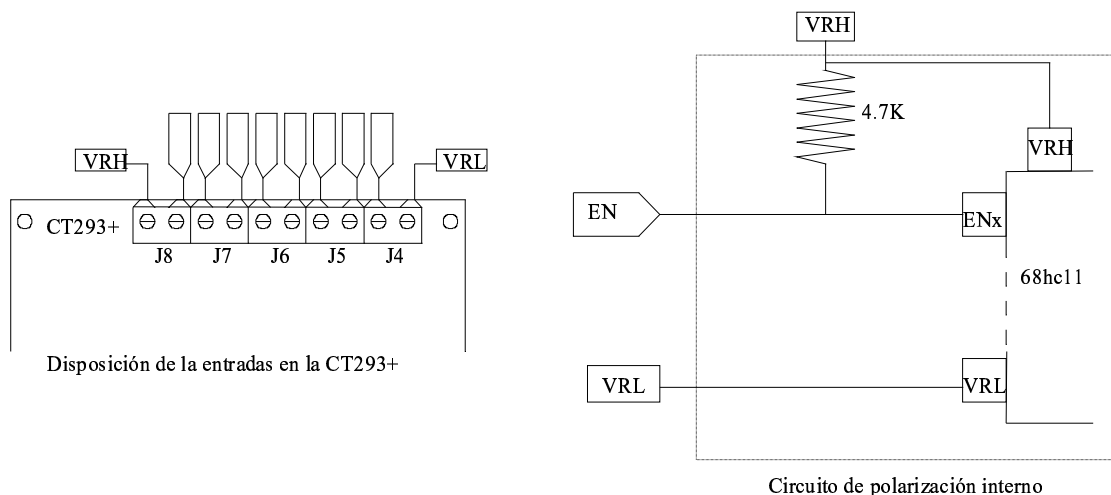 VRH
VRL
CT293+
J8 J7 J6 J5 J4
Disposición de la entradas en la CT293+
VRH
4.7K
VRH
EN
ENx
68hc11
VRL
VRL
Circuito de polarización interno